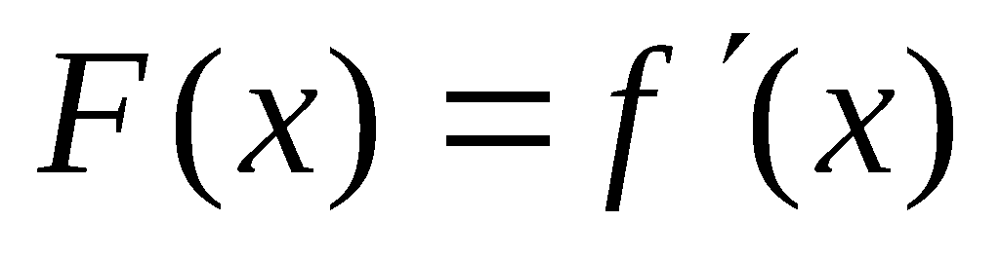 F(x) = f ′(x)